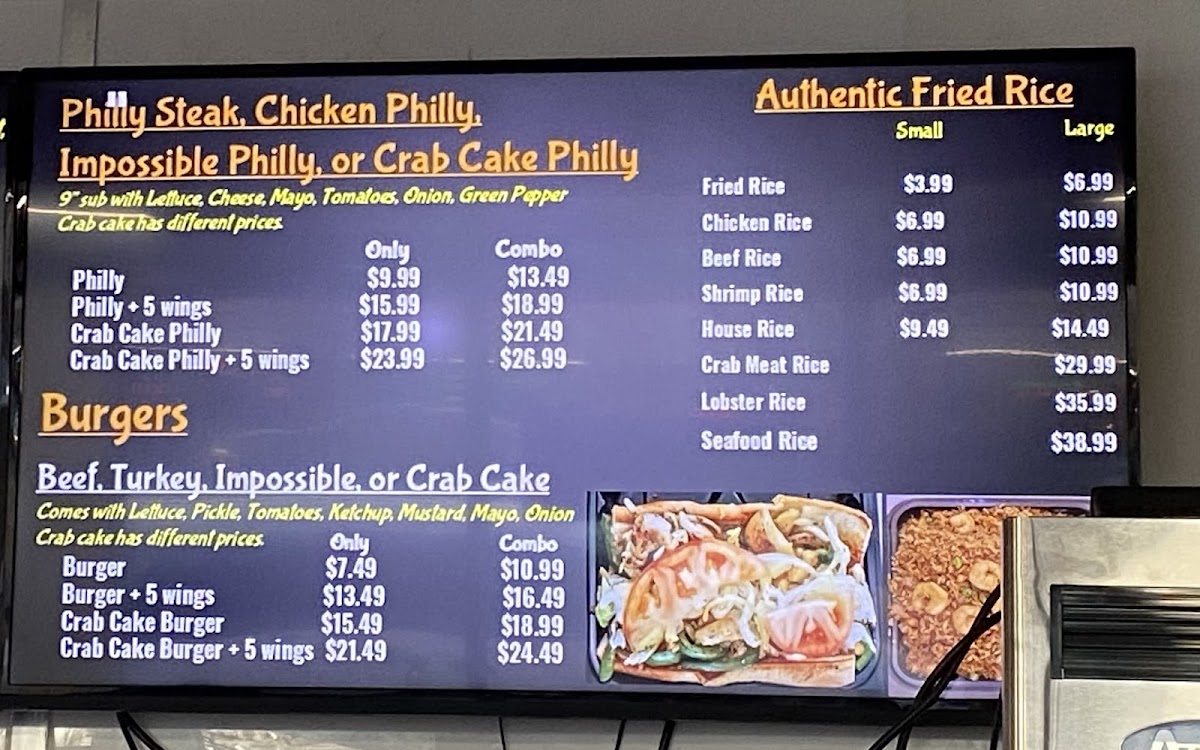 Philly Steak, Chicken Philly,
Impossible Philly, or Crab Cake Philly
9" sub with Lettuce, Cheese, Mayo, Tomatoes, Onion, Green Pepper
Crab cake has different prices.
Only Combo
Philly $9.99 $13.49
Philly + 5 wings $15.99 $18.99
Crab Cake Philly $17.99 $21.49
Crab Cake Philly + 5 wings $23.99 $26.99
Burgers
Beef, Turkey, Impossible, or Crab Cake
Comes with Lettuce, Pickle, Tomatoes, Ketchup, Mustard, Mayo, Onion
Crab cake has different prices.
Only Combo
Burger $7.49 $10.99
Burger + 5 wings $13.49 $16.49
Crab Cake Burger $15.49 $18.99
Crab Cake Burger + 5 wings $21.49 $24.49
Authentic Fried Rice
Small Large
Fried Rice $3.99 $6.99
Chicken Rice $6.99 $10.99
Beef Rice $6.99 $10.99
Shrimp Rice $6.99 $10.99
House Rice $9.49 $14.49
Crab Meat Rice $29.99
Lobster Rice $35.99
Seafood Rice $38.99